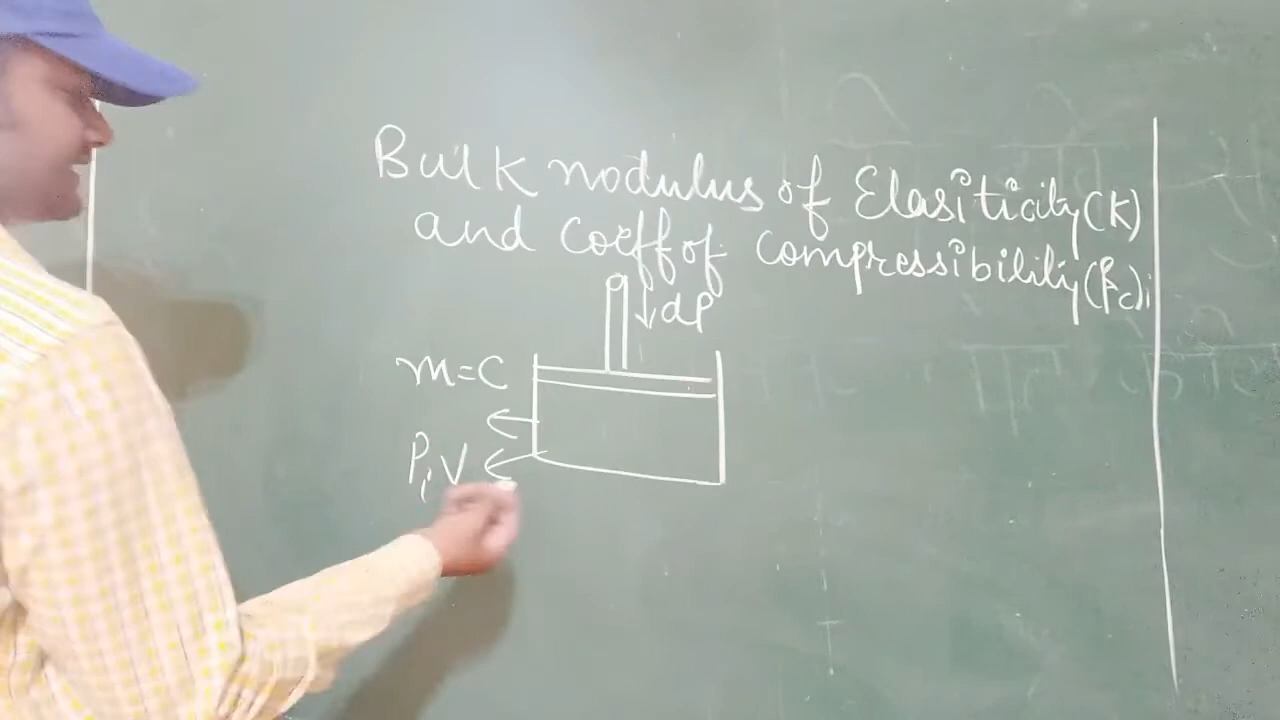 Bulk nodulus of Elasiticity (K)
and coeff of compressibility (βc)
↓dp
m=C
P, V